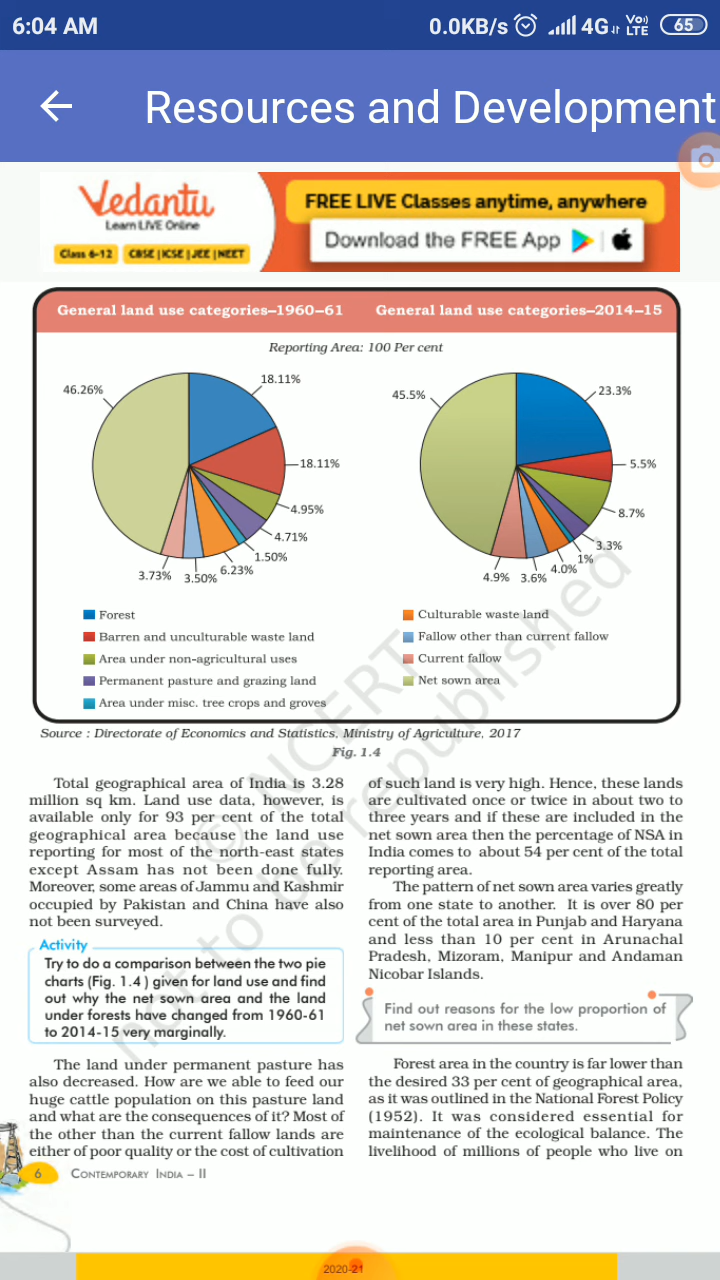 6:04 AM
0.0KB/s 4G Vo) LTE 65
Resources and Development
Vedantu
Learn LIVE Online
Class 6-12 CBSE | ICSE | JEE | NEET
FREE LIVE Classes anytime, anywhere
Download the FREE App
General land use categories–1960–61 General land use categories–2014–15
Reporting Area: 100 Per cent
46.26%
18.11%
18.11%
4.95%
4.71%
1.50%
6.23%
3.50%
3.73%
45.5%
23.3%
5.5%
8.7%
3.3%
1%
4.0%
3.6%
4.9%
Forest
Barren and unculturable waste land
Area under non-agricultural uses
Permanent pasture and grazing land
Area under misc. tree crops and groves
Culturable waste land
Fallow other than current fallow
Current fallow
Net sown area
Source : Directorate of Economics and Statistics, Ministry of Agriculture, 2017
Fig. 1.4
Total geographical area of India is 3.28
million sq km. Land use data, however, is
available only for 93 per cent of the total
geographical area because the land use
reporting for most of the north-east states
except Assam has not been done fully.
Moreover, some areas of Jammu and Kashmir
occupied by Pakistan and China have also
not been surveyed.
Activity
Try to do a comparison between the two pie
charts (Fig. 1.4 ) given for land use and find
out why the net sown area and the land
under forests have changed from 1960-61
to 2014-15 very marginally.
The land under permanent pasture has
also decreased. How are we able to feed our
huge cattle population on this pasture land
and what are the consequences of it? Most of
the other than the current fallow lands are
either of poor quality or the cost of cultivation
of such land is very high. Hence, these lands
are cultivated once or twice in about two to
three years and if these are included in the
net sown area then the percentage of NSA in
India comes to about 54 per cent of the total
reporting area.
The pattern of net sown area varies greatly
from one state to another. It is over 80 per
cent of the total area in Punjab and Haryana
and less than 10 per cent in Arunachal
Pradesh, Mizoram, Manipur and Andaman
Nicobar Islands.
Find out reasons for the low proportion of
net sown area in these states.
Forest area in the country is far lower than
the desired 33 per cent of geographical area,
as it was outlined in the National Forest Policy
(1952). It was considered essential for
maintenance of the ecological balance. The
livelihood of millions of people who live on
© NCERT
not to be republished
6 CONTEMPORARY INDIA – II
2020-21